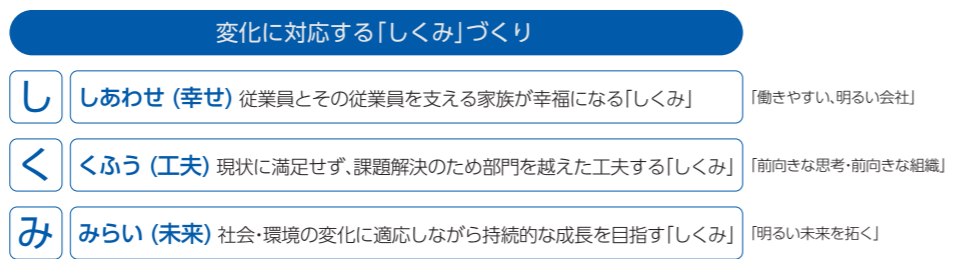 変化に対応する「しくみ」づくり
し しあわせ (幸せ) 従業員とその従業員を支える家族が幸福になる「しくみ」 「働きやすい、明るい会社」
く くふう (工夫) 現状に満足せず、課題解決のため部門を越えた工夫する「しくみ」 「前向きな思考・前向きな組織」
み みらい (未来) 社会・環境の変化に適応しながら持続的な成長を目指す「しくみ」 「明るい未来を拓く」